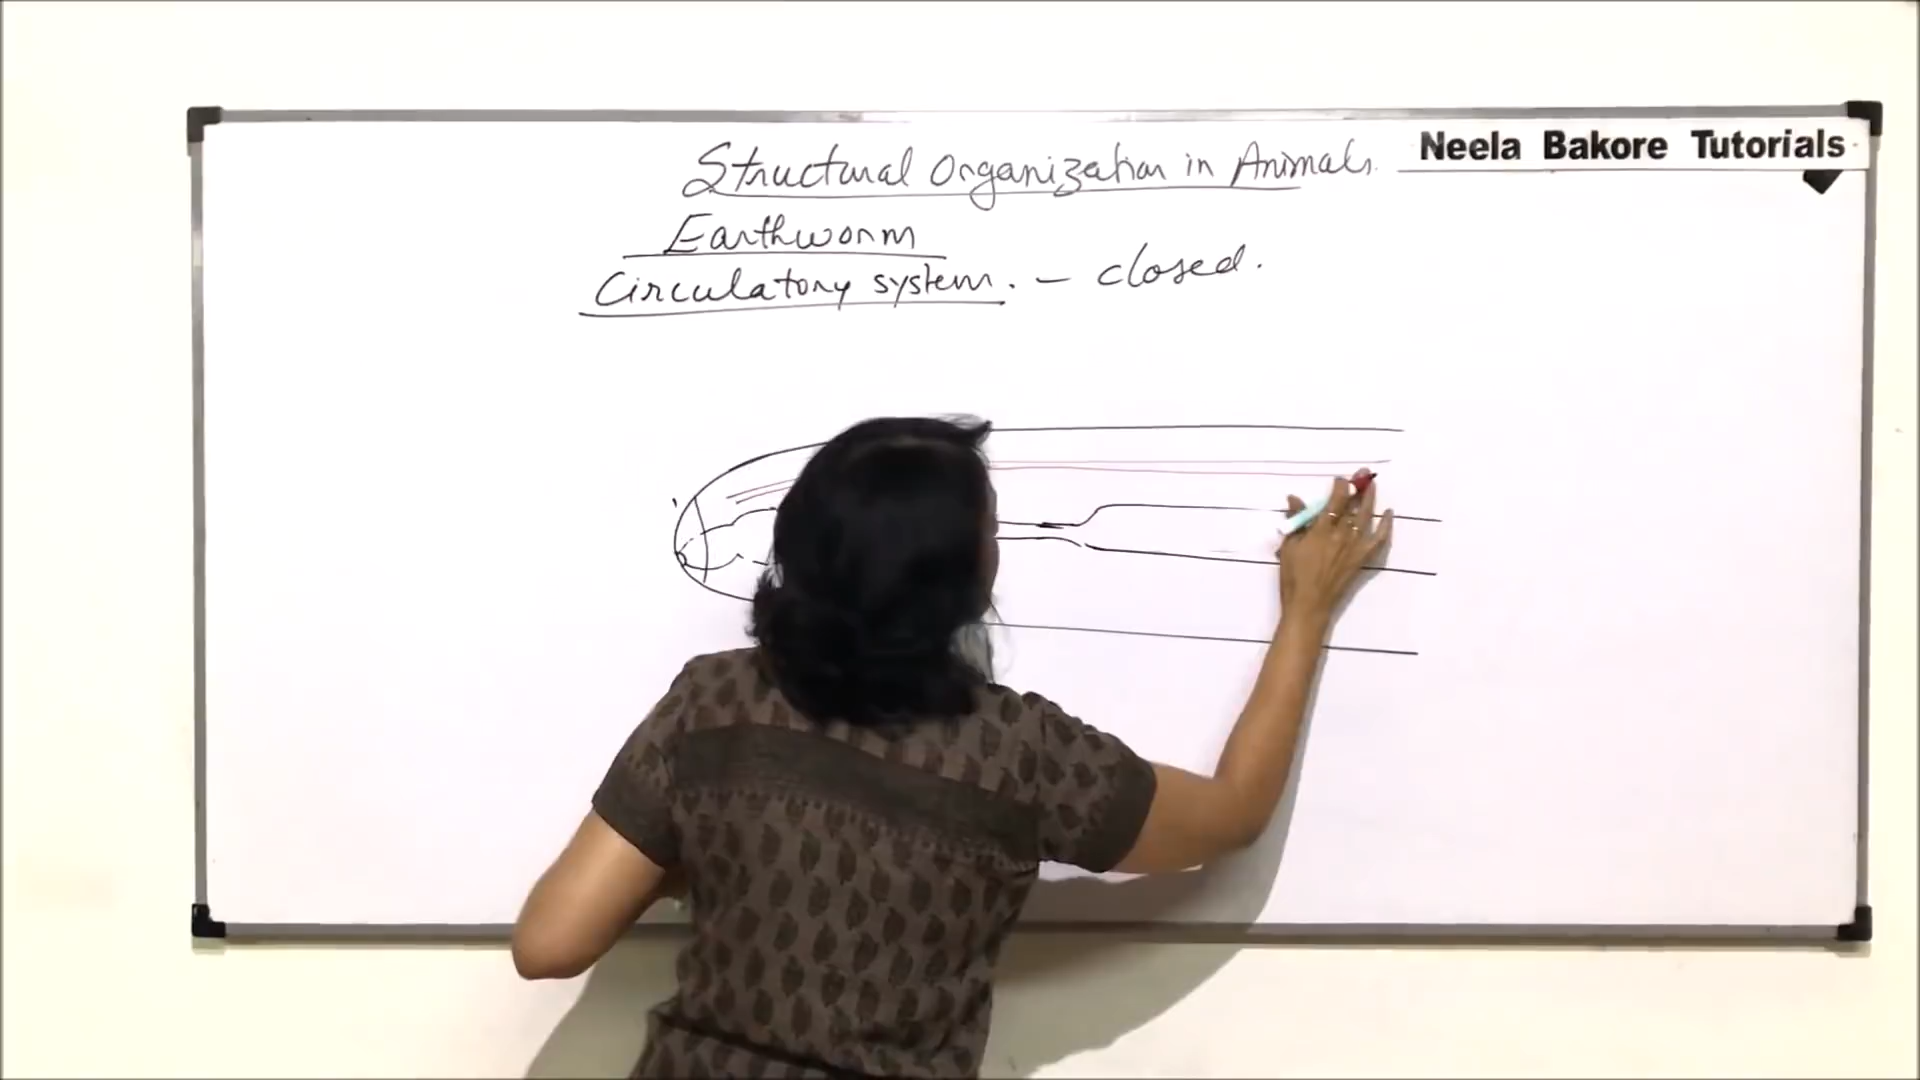 Structural Organization in Animals.
Neela Bakore Tutorials
Earthworm
Circulatory system. - closed.